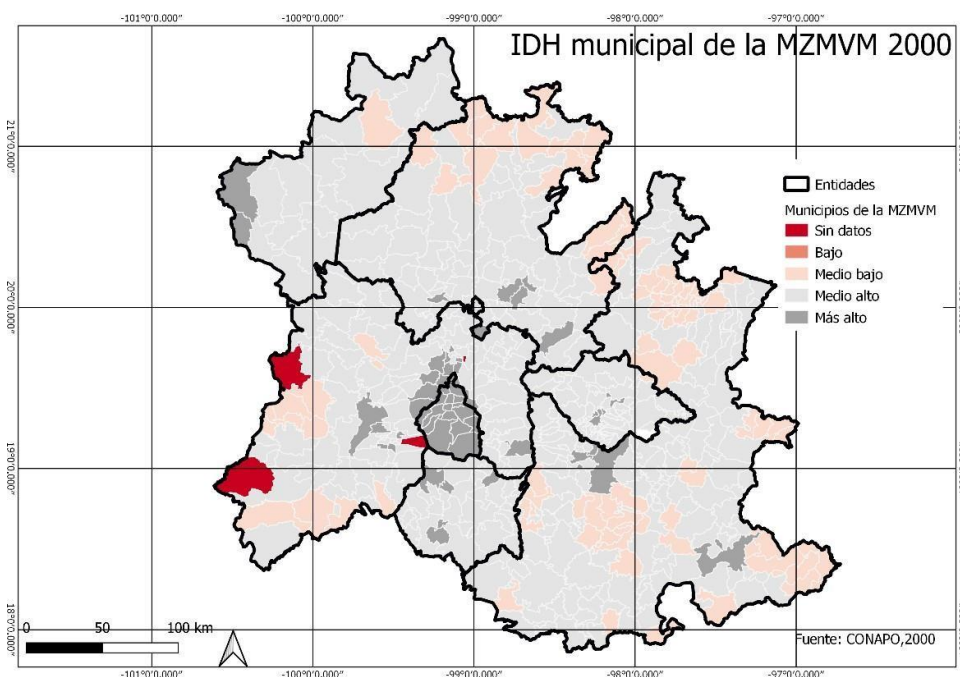 -101°0'0.000" -100°0'0.000" -99°0'0.000" -98°0'0.000" -97°0'0.000"
IDH municipal de la MZMVM 2000
21°0'0.000"
Entidades
Municipios de la MZMVM
Sin datos
Bajo
Medio bajo
Medio alto
Más alto
20°0'0.000"
19°0'0.000"
18°0'0.000"
0 50 100 km
Fuente: CONAPO,2000
-101°0'0.000" -100°0'0.000" -99°0'0.000" -98°0'0.000" -97°0'0.000"